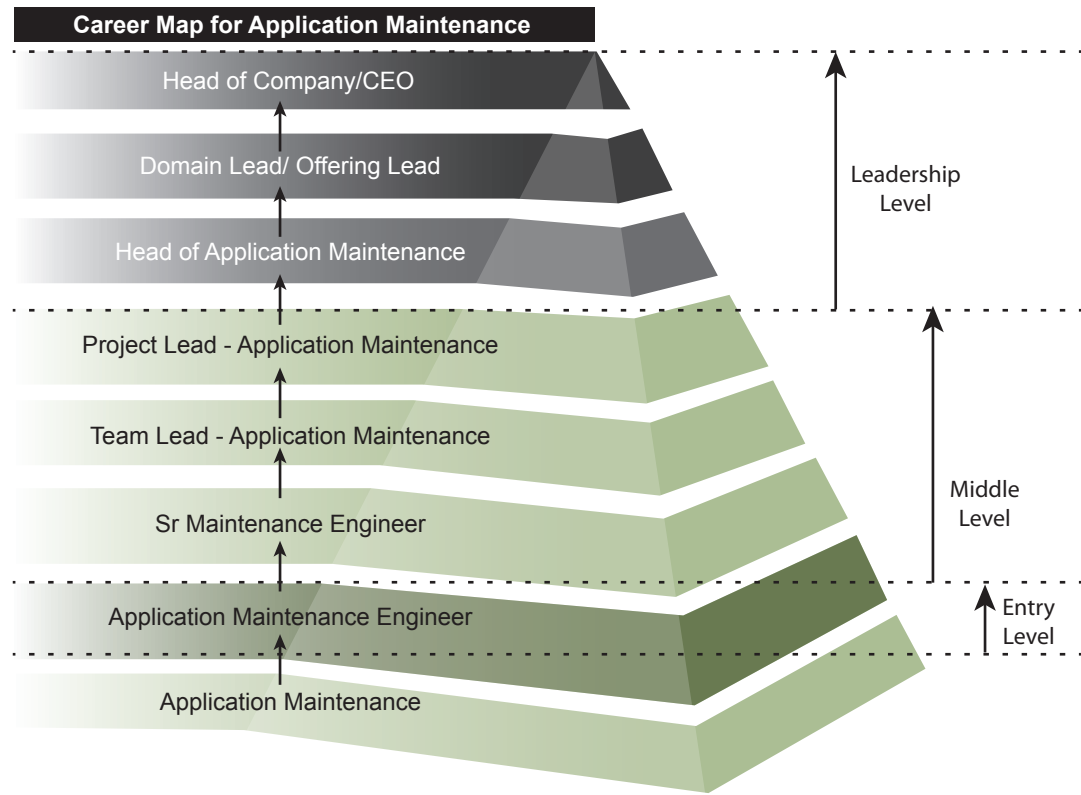 Career Map for Application Maintenance
Head of Company/CEO
Domain Lead/ Offering Lead
Head of Application Maintenance
Leadership
Level
Project Lead - Application Maintenance
Team Lead - Application Maintenance
Sr Maintenance Engineer
Middle
Level
Application Maintenance Engineer
Entry
Level
Application Maintenance